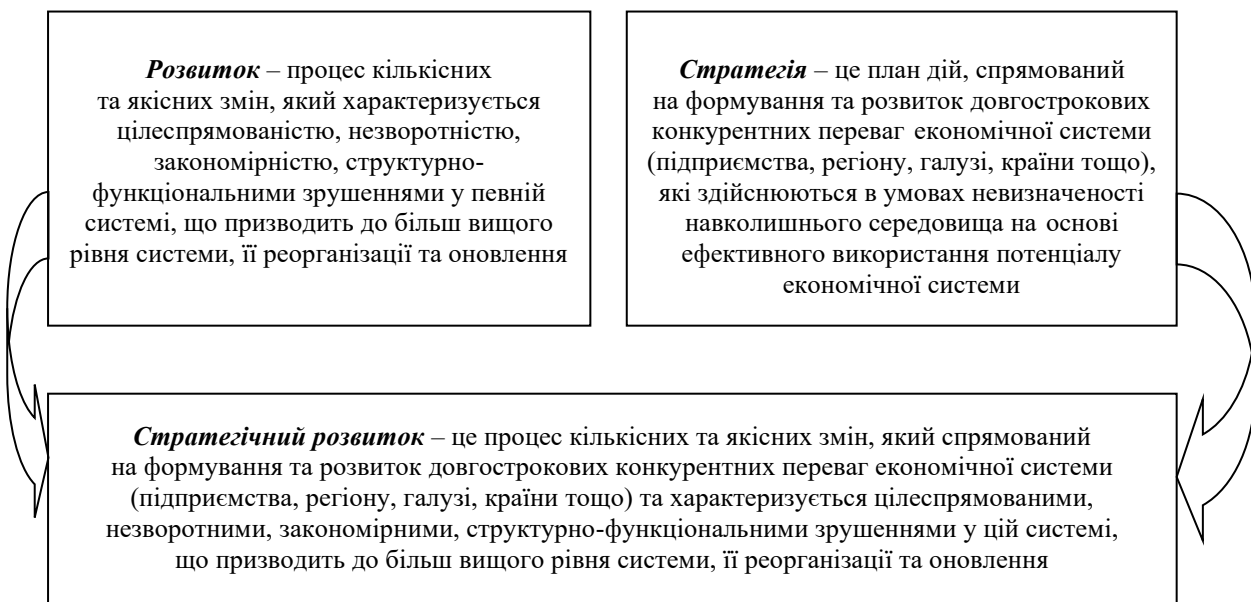 Розвиток – процес кількісних
та якісних змін, який характеризується
цілеспрямованістю, незворотністю,
закономірністю, структурно-
функціональними зрушеннями у певній
системі, що призводить до більш вищого
рівня системи, її реорганізації та оновлення
Стратегія – це план дій, спрямований
на формування та розвиток довгострокових
конкурентних переваг економічної системи
(підприємства, регіону, галузі, країни тощо),
які здійснюються в умовах невизначеності
навколишнього середовища на основі
ефективного використання потенціалу
економічної системи
Стратегічний розвиток – це процес кількісних та якісних змін, який спрямований
на формування та розвиток довгострокових конкурентних переваг економічної системи
(підприємства, регіону, галузі, країни тощо) та характеризується цілеспрямованими,
незворотними, закономірними, структурно-функціональними зрушеннями у цій системі,
що призводить до більш вищого рівня системи, її реорганізації та оновлення